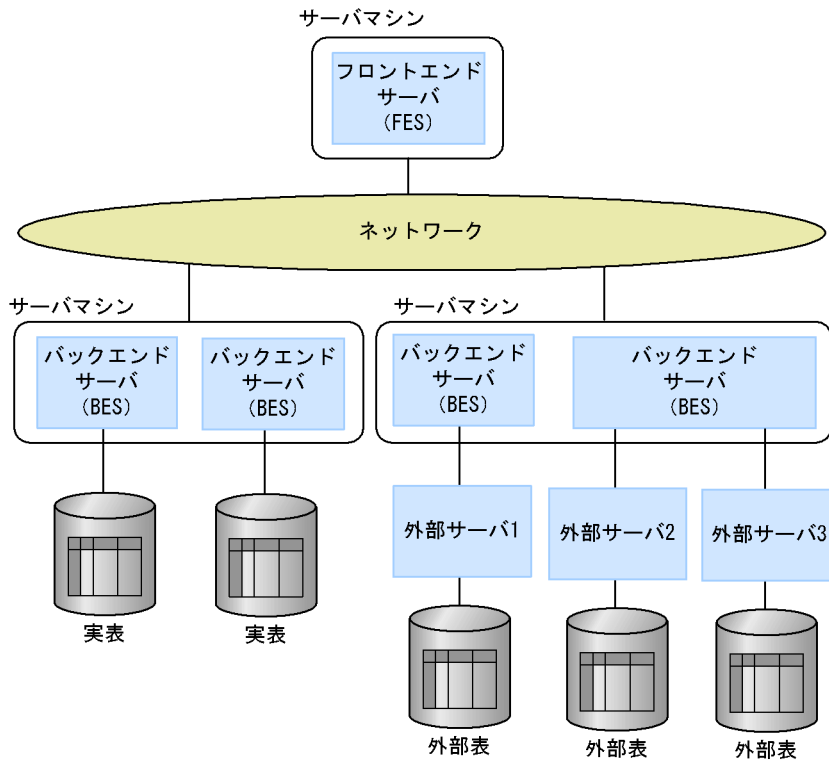 サーバマシン
フロントエンド
サーバ
(FES)
ネットワーク
サーバマシン
サーバマシン
バックエンド
サーバ
(BES)
バックエンド
サーバ
(BES)
バックエンド
サーバ
(BES)
バックエンド
サーバ
(BES)
外部サーバ1
外部サーバ2
外部サーバ3
実表
実表
外部表
外部表
外部表